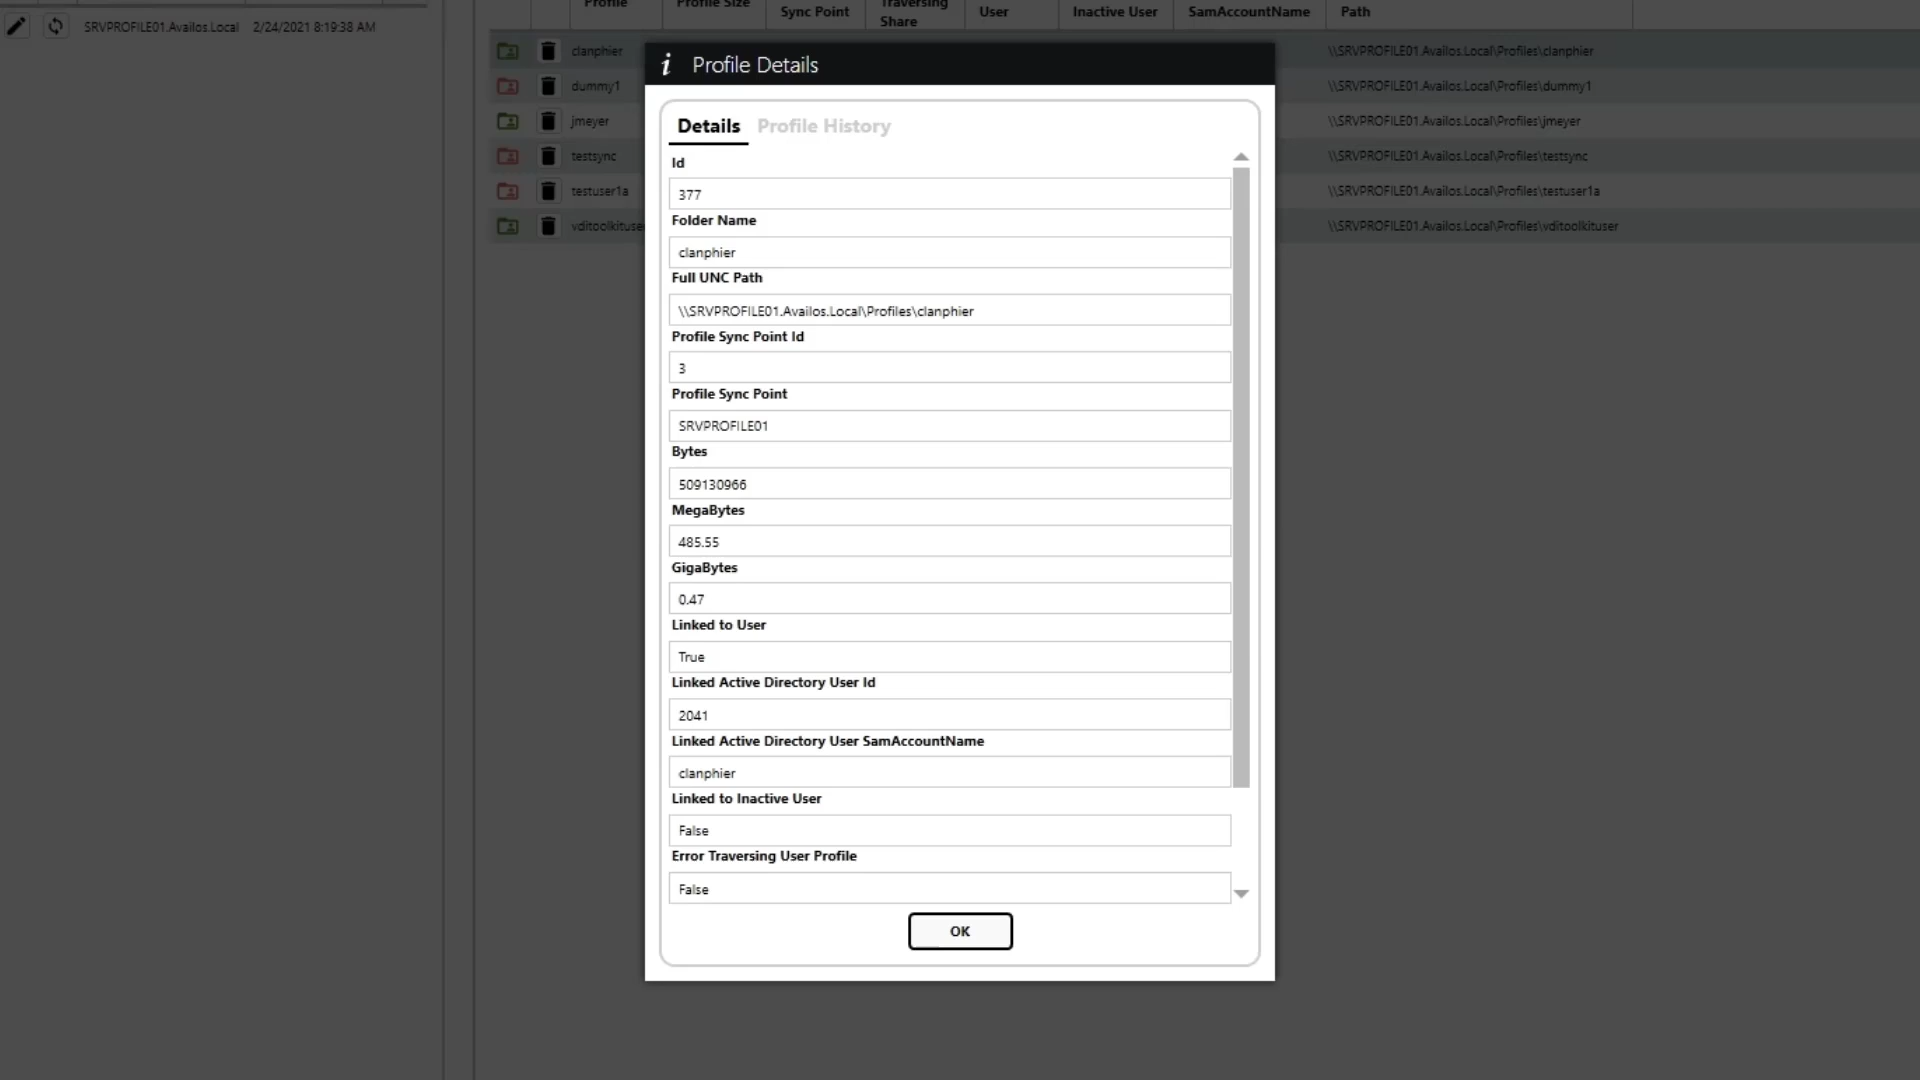 Profile
Profile Size
Sync Point
Traversing
Share
User
Inactive User
SamAccountName
Path
SRVPROFILE01.Availos.Local 2/24/2021 8:19:38 AM
clanphier
\\SRVPROFILE01.Availos.Local\Profiles\clanphier
dummy1
\\SRVPROFILE01.Availos.Local\Profiles\dummy1
jmeyer
\\SRVPROFILE01.Availos.Local\Profiles\jmeyer
testsync
\\SRVPROFILE01.Availos.Local\Profiles\testsync
testuser1a
\\SRVPROFILE01.Availos.Local\Profiles\testuser1a
vditoolkituse
\\SRVPROFILE01.Availos.Local\Profiles\vditoolkituser
i Profile Details
Details Profile History
Id
377
Folder Name
clanphier
Full UNC Path
\\SRVPROFILE01.Availos.Local\Profiles\clanphier
Profile Sync Point Id
3
Profile Sync Point
SRVPROFILE01
Bytes
509130966
MegaBytes
485.55
GigaBytes
0.47
Linked to User
True
Linked Active Directory User Id
2041
Linked Active Directory User SamAccountName
clanphier
Linked to Inactive User
False
Error Traversing User Profile
False
OK